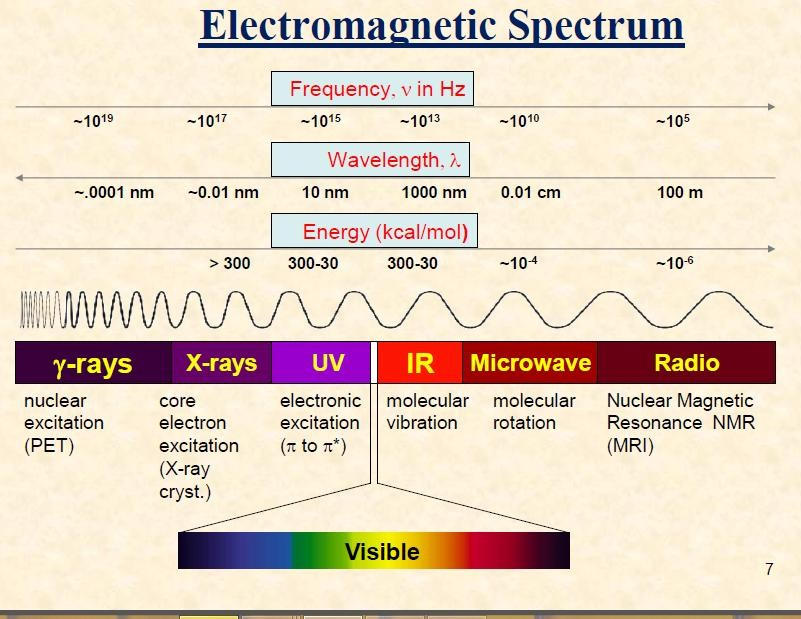 Electromagnetic Spectrum
Frequency, ν in Hz
~10¹⁹ ~10¹⁷ ~10¹⁵ ~10¹³ ~10¹⁰ ~10⁵
Wavelength, λ
~.0001 nm ~0.01 nm 10 nm 1000 nm 0.01 cm 100 m
Energy (kcal/mol)
> 300 300-30 300-30 ~10⁻⁴ ~10⁻⁶
γ-rays X-rays UV IR Microwave Radio
nuclear core electronic molecular molecular Nuclear Magnetic
excitation electron excitation vibration rotation Resonance NMR
(PET) excitation (π to π*) (MRI)
(X-ray
cryst.)
Visible
7